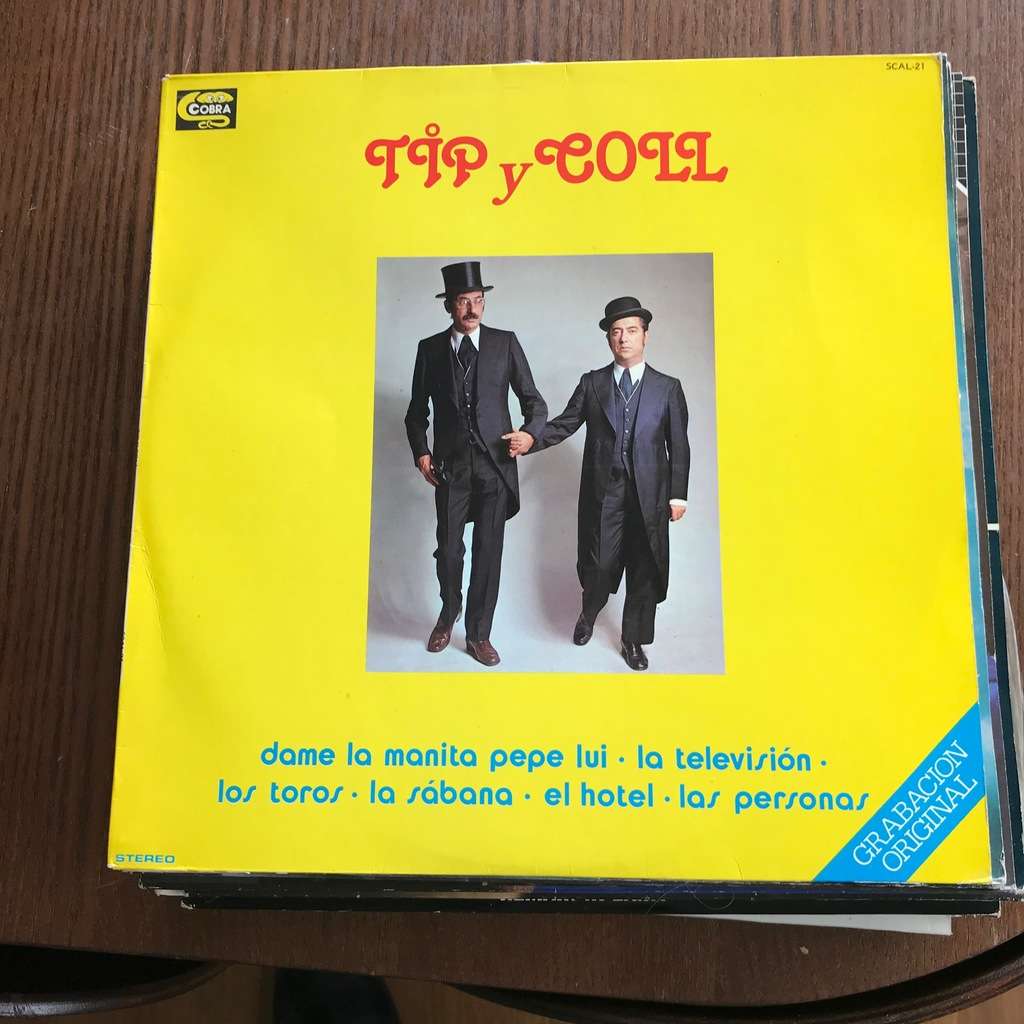 COBRA
SCAL-21
TIP y COLL
dame la manita pepe lui · la televisión ·
los toros · la sábana · el hotel · las personas
GRABACION
ORIGINAL
STEREO